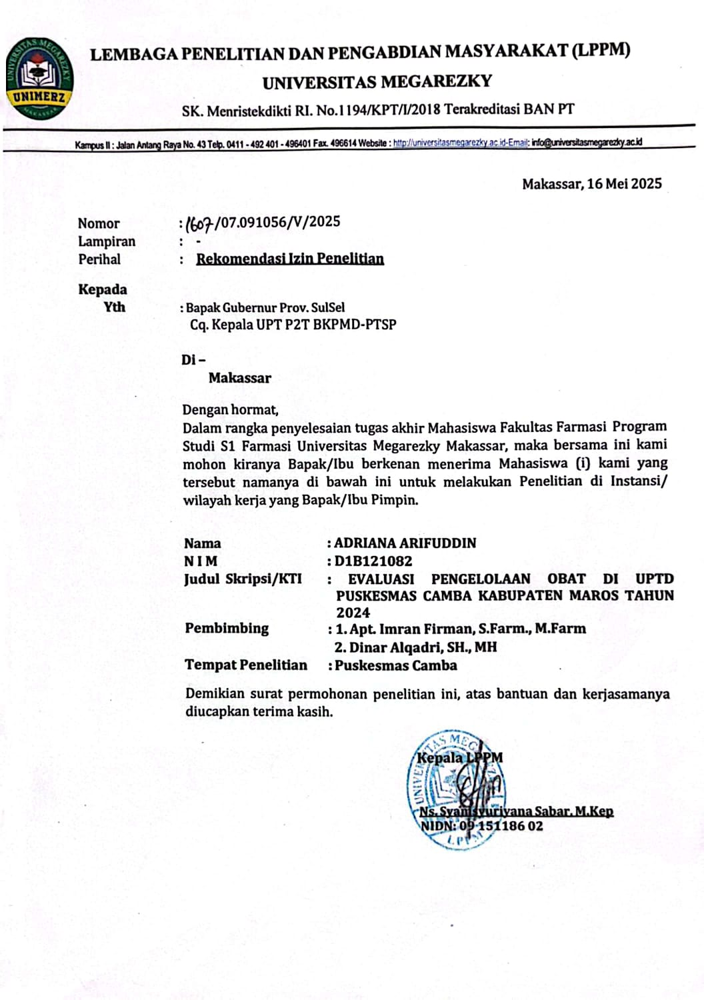 UNIVERSITAS MEGAREZKY
UNIMERZ
MAKASSAR
LEMBAGA PENELITIAN DAN PENGABDIAN MASYARAKAT (LPPM)
UNIVERSITAS MEGAREZKY
SK. Menristekdikti RI. No.1194/KPT/I/2018 Terakreditasi BAN PT
Kampus II : Jalan Antang Raya No. 43 Telp. 0411 - 492 401 - 496401 Fax. 496614 Website : http://universitasmegarezky.ac.id-Email: info@universitasmegarezky.ac.id
Makassar, 16 Mei 2025
Nomor : 1607/07.091056/V/2025
Lampiran : -
Perihal : Rekomendasi Izin Penelitian
Kepada
Yth : Bapak Gubernur Prov. SulSel
Cq. Kepala UPT P2T BKPMD-PTSP
Di –
Makassar
Dengan hormat,
Dalam rangka penyelesaian tugas akhir Mahasiswa Fakultas Farmasi Program
Studi S1 Farmasi Universitas Megarezky Makassar, maka bersama ini kami
mohon kiranya Bapak/Ibu berkenan menerima Mahasiswa (i) kami yang
tersebut namanya di bawah ini untuk melakukan Penelitian di Instansi/
wilayah kerja yang Bapak/Ibu Pimpin.
Nama : ADRIANA ARIFUDDIN
N I M : D1B121082
Judul Skripsi/KTI : EVALUASI PENGELOLAAN OBAT DI UPTD
PUSKESMAS CAMBA KABUPATEN MAROS TAHUN
2024
Pembimbing : 1. Apt. Imran Firman, S.Farm., M.Farm
2. Dinar Alqadri, SH., MH
Tempat Penelitian : Puskesmas Camba
Demikian surat permohonan penelitian ini, atas bantuan dan kerjasamanya
diucapkan terima kasih.
Kepala LPPM
Ns. Syamsyuriyana Sabar, M.Kep
NIDN: 09 151186 02
LPPM